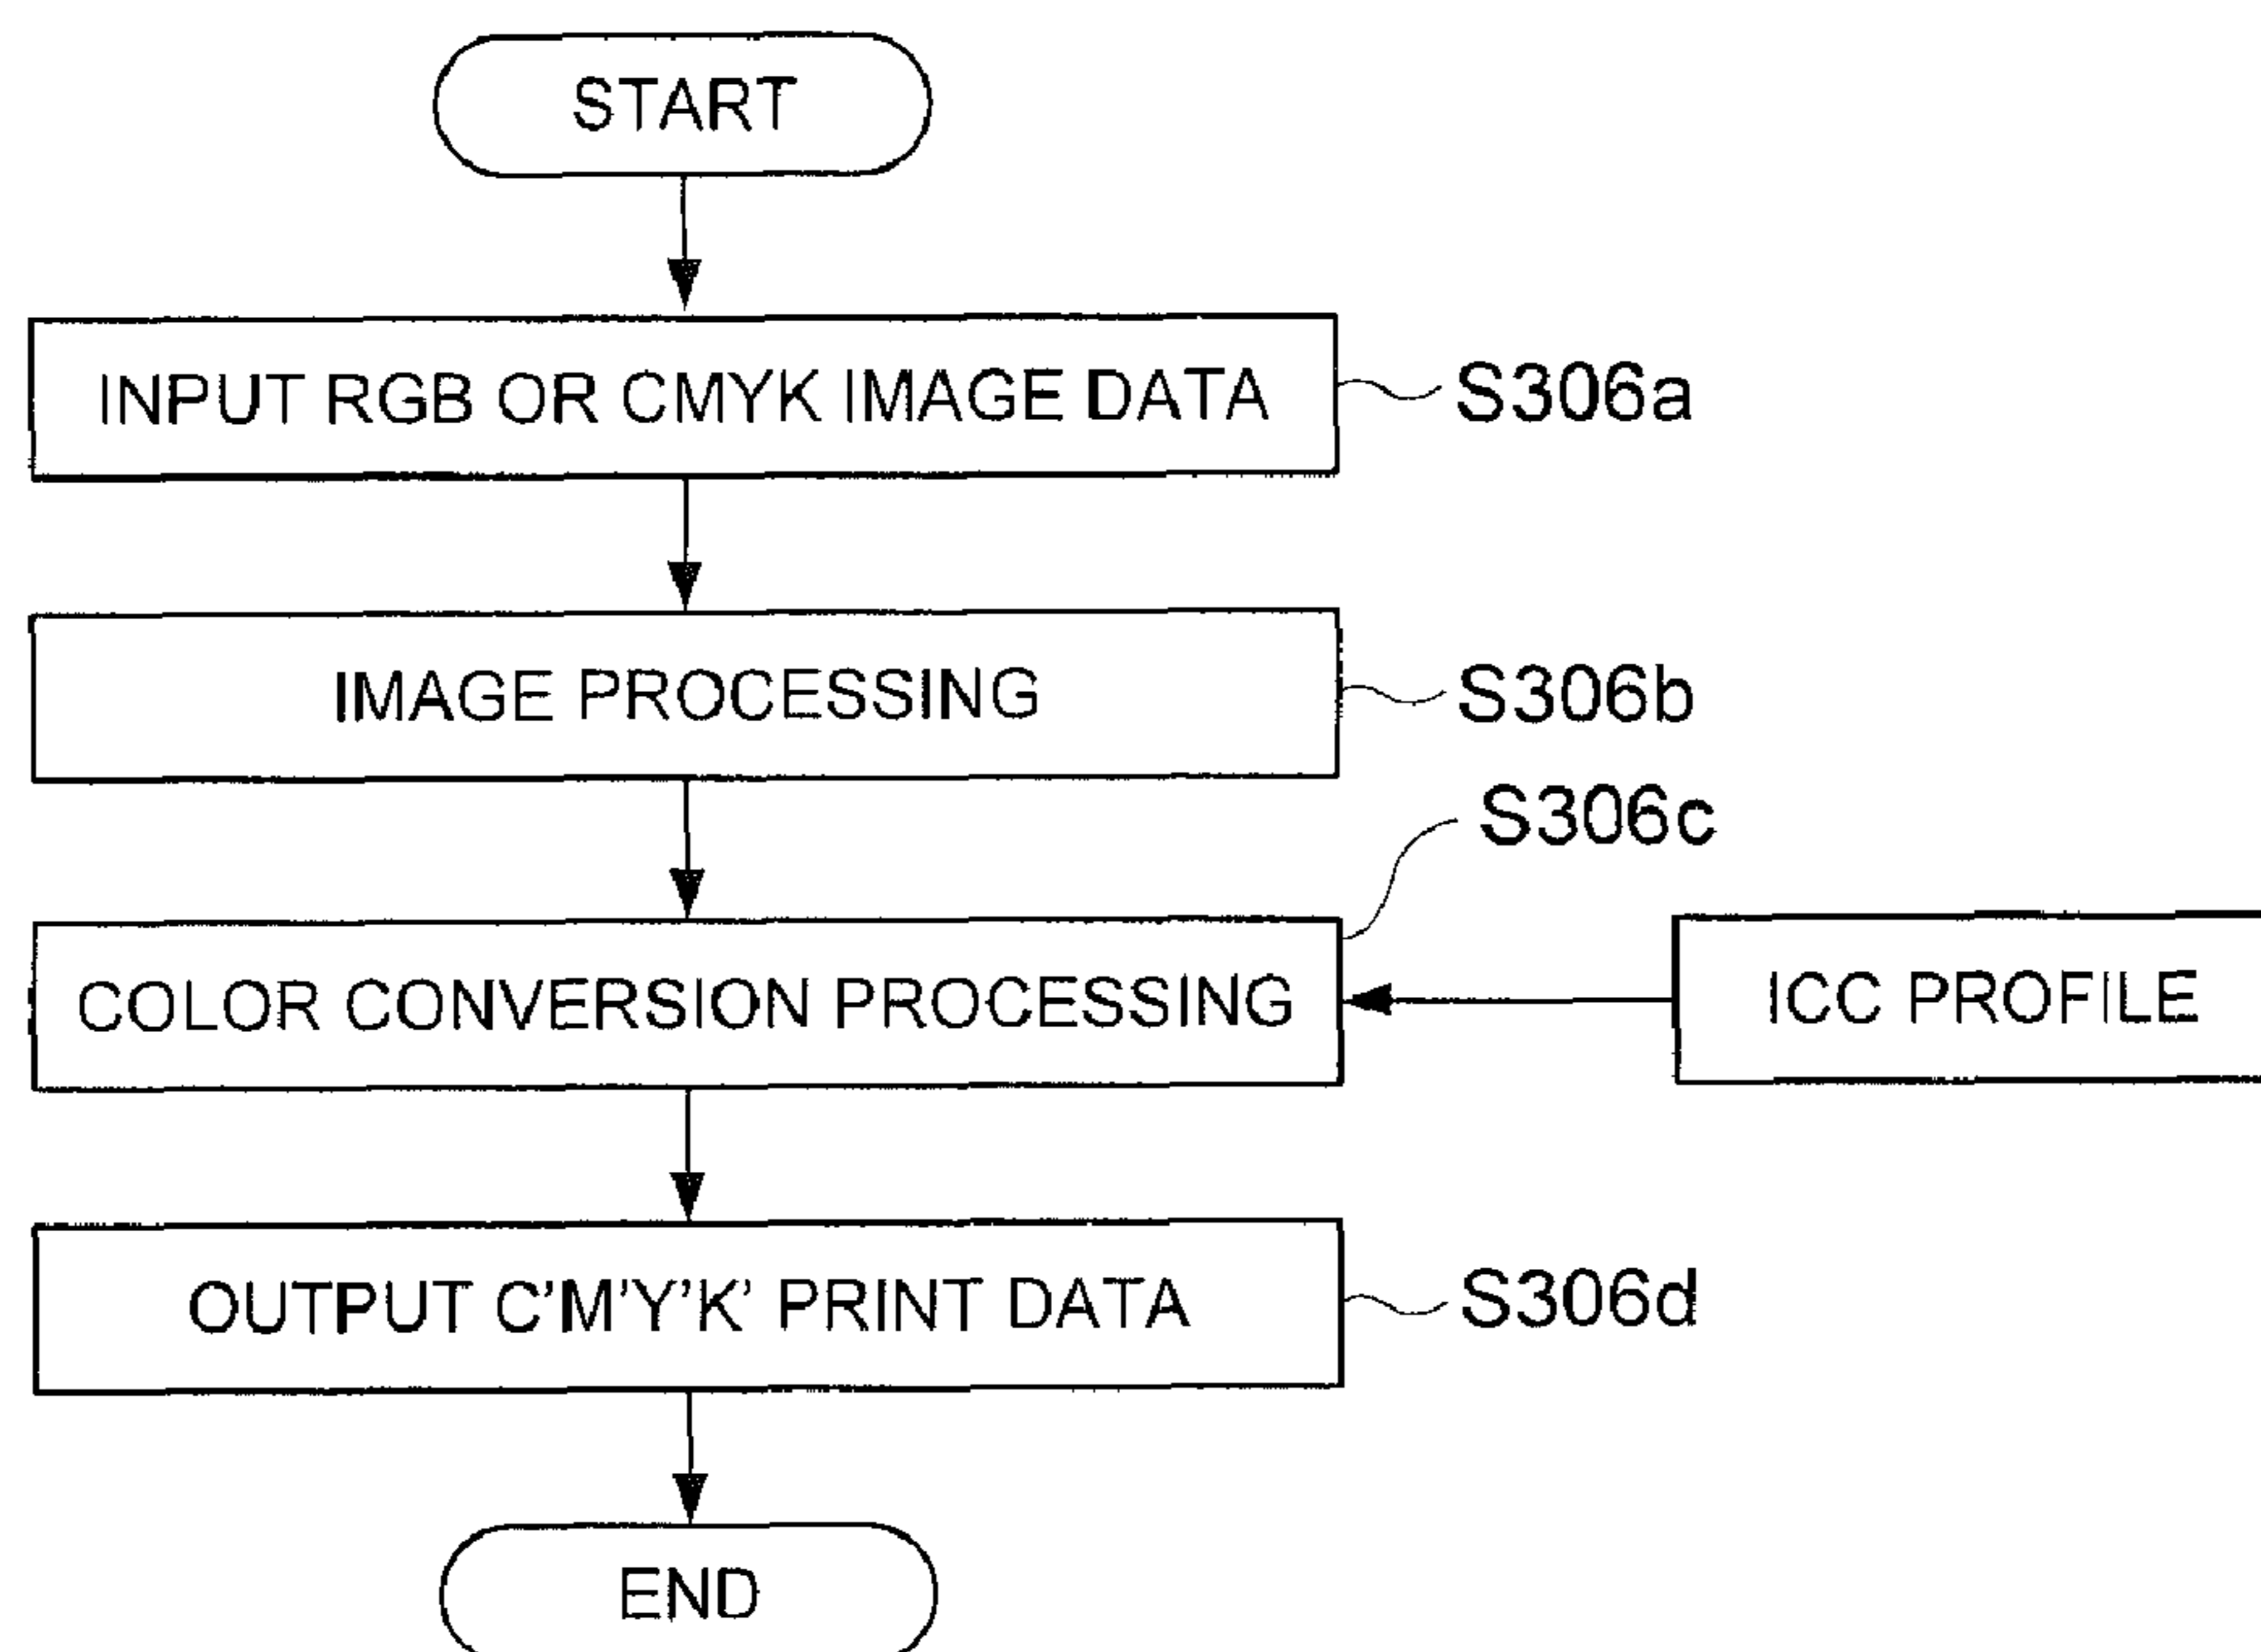 START
INPUT RGB OR CMYK IMAGE DATA
S306a
IMAGE PROCESSING
S306b
S306c
COLOR CONVERSION PROCESSING
ICC PROFILE
OUTPUT C'M'Y'K' PRINT DATA
S306d
END